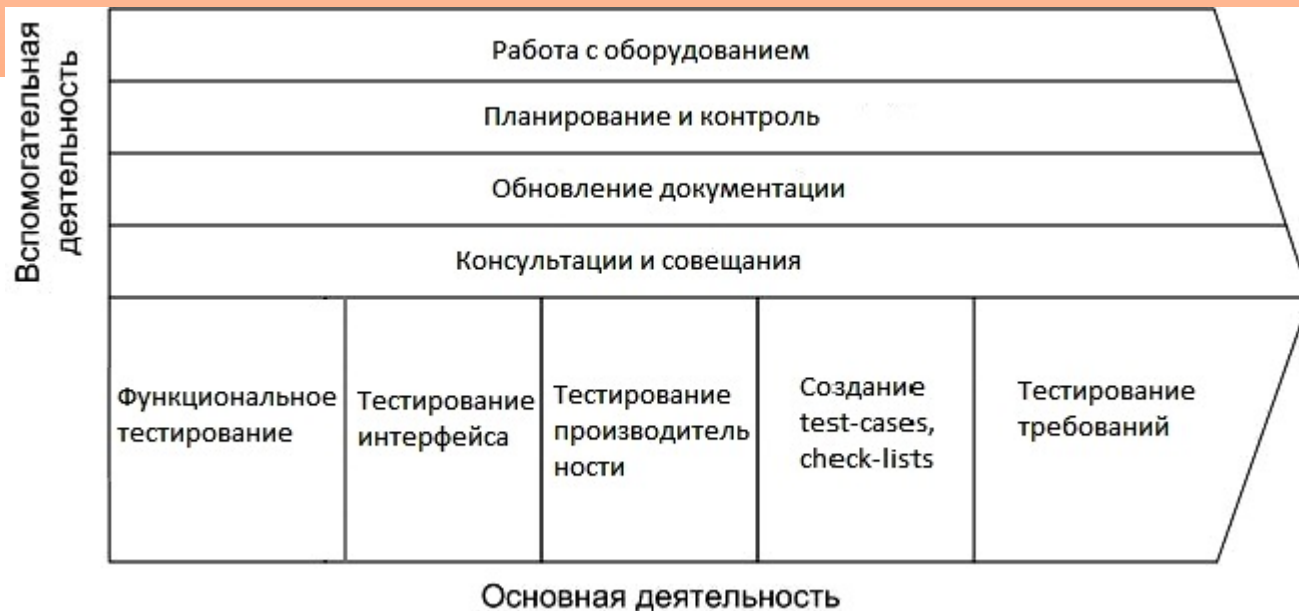 Вспомогательная
деятельность
Работа с оборудованием
Планирование и контроль
Обновление документации
Консультации и совещания
Функциональное
тестирование
Тестирование
интерфейса
Тестирование
производитель
ности
Создание
test-cases,
check-lists
Тестирование
требований
Основная деятельность